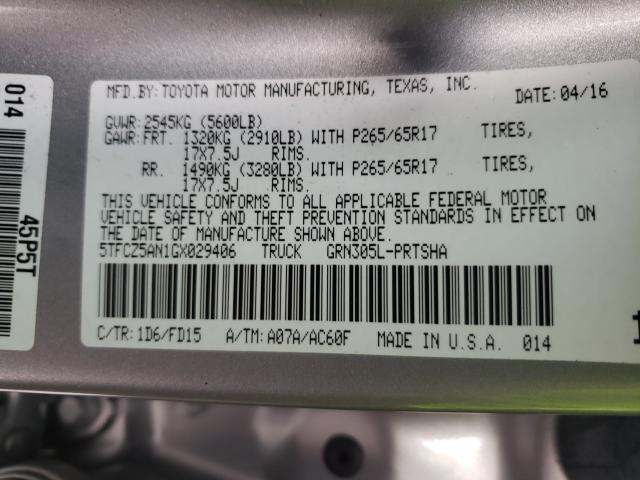 MFD.BY:TOYOTA MOTOR MANUFACTURING, TEXAS, INC. DATE:04/16
GVWR:2545KG (5600LB)
GAWR:FRT. 1320KG (2910LB) WITH P265/65R17 TIRES,
17X7.5J RIMS.
RR. 1490KG (3280LB) WITH P265/65R17 TIRES,
17X7.5J RIMS.
THIS VEHICLE CONFORMS TO ALL APPLICABLE FEDERAL MOTOR
VEHICLE SAFETY AND THEFT PREVENTION STANDARDS IN EFFECT ON
THE DATE OF MANUFACTURE SHOWN ABOVE.
5TFCZ5AN1GX029406 TRUCK GRN305L-PRTSHA
C/TR:1D6/FD15 A/TM:A07A/AC60F MADE IN U.S.A. 014
014
45P5T